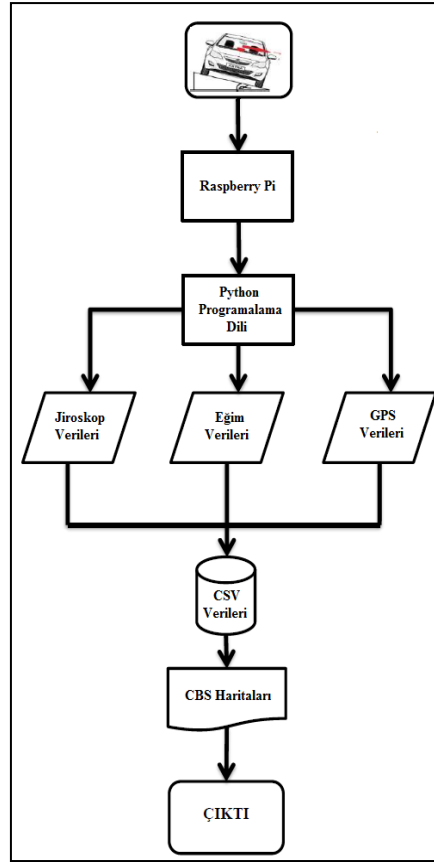 Raspberry Pi
Python
Programalama
Dili
Jiroskop
Verileri
Eğim
Verileri
GPS
Verileri
CSV
Verileri
CBS Haritaları
ÇIKTI